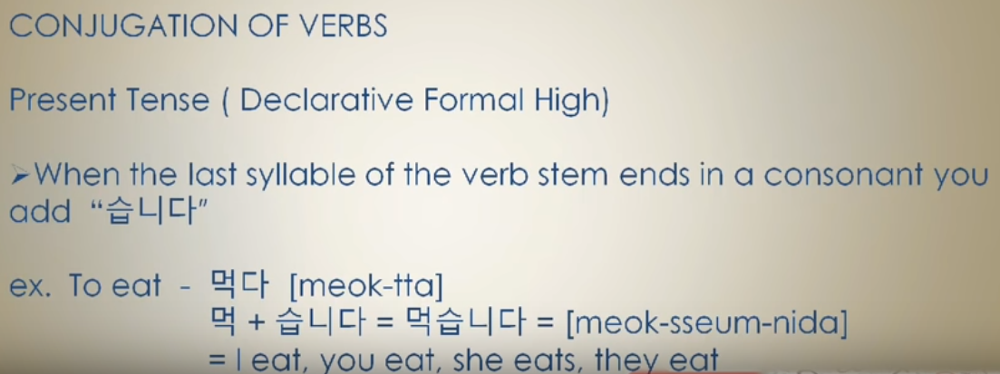 CONJUGATION OF VERBS
Present Tense ( Declarative Formal High)
➢When the last syllable of the verb stem ends in a consonant you
add “습니다”
ex. To eat - 먹다 [meok-tta]
먹 + 습니다 = 먹습니다 = [meok-sseum-nida]
= I eat, you eat, she eats, they eat